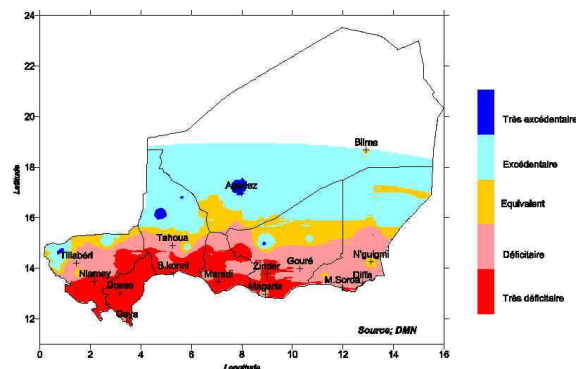 24
22
20
18
16
14
12
Latitude
0 2 4 6 8 10 12 14 16
Longitude
Bilma
Agadez
Tahoua
Tillabéri
N'guigmi
Niamey
B.konni
Maradi
Zinder
Gouré
Dosso
Magaria
M.Soroa
Diffa
Gaya
Source; DMN
Très excédentaire
Excédentaire
Equivalent
Déficitaire
Très déficitaire